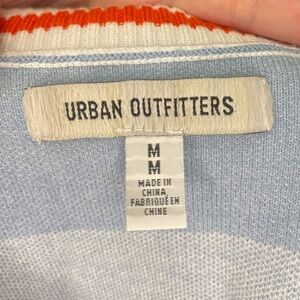 URBAN OUTFITTERS
M
M
MADE IN
CHINA
FABRIQUÉ EN
CHINE